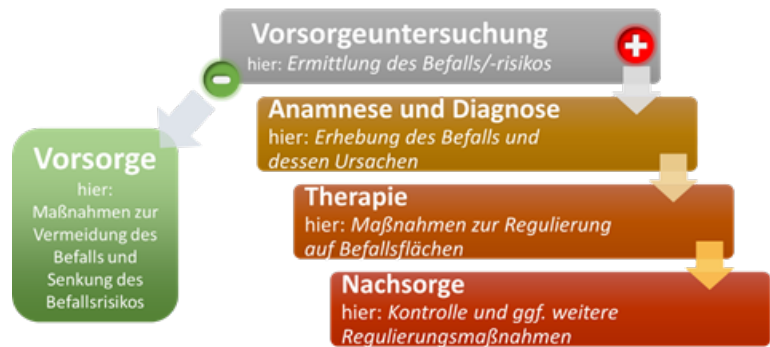 Vorsorgeuntersuchung
hier: Ermittlung des Befalls/-risikos
Anamnese und Diagnose
hier: Erhebung des Befalls und
dessen Ursachen
Vorsorge
hier:
Maßnahmen zur
Vermeidung des
Befalls und
Senkung des
Befallsrisikos
Therapie
hier: Maßnahmen zur Regulierung
auf Befallsflächen
Nachsorge
hier: Kontrolle und ggf. weitere
Regulierungsmaßnahmen